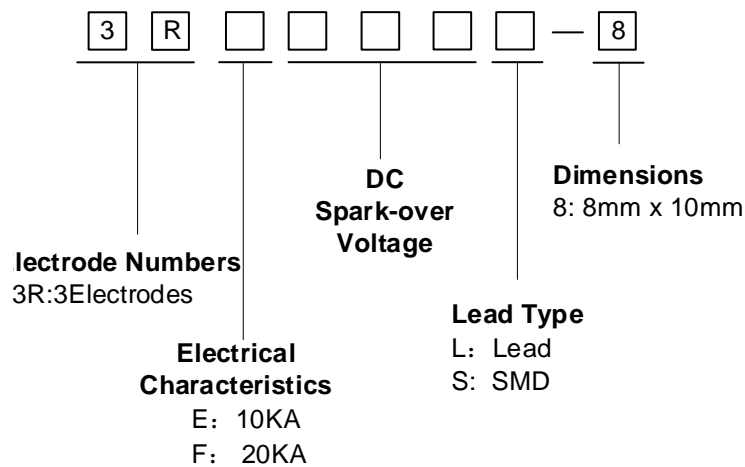 3 R — 8
DC
Spark-over
Voltage
Dimensions
8: 8mm x 10mm
lectrode Numbers
3R:3Electrodes
Lead Type
L： Lead
S: SMD
Electrical
Characteristics
E： 10KA
F： 20KA